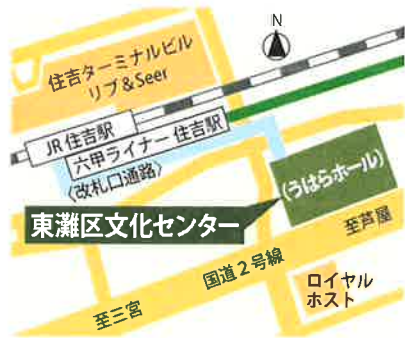 N
住吉ターミナルビル
リブ&Seer
JR 住吉駅
六甲ライナー 住吉駅
〈改札口通路〉
(うはらホール)
東灘区文化センター
至芦屋
国道2号線
ロイヤル
ホスト
至三宮